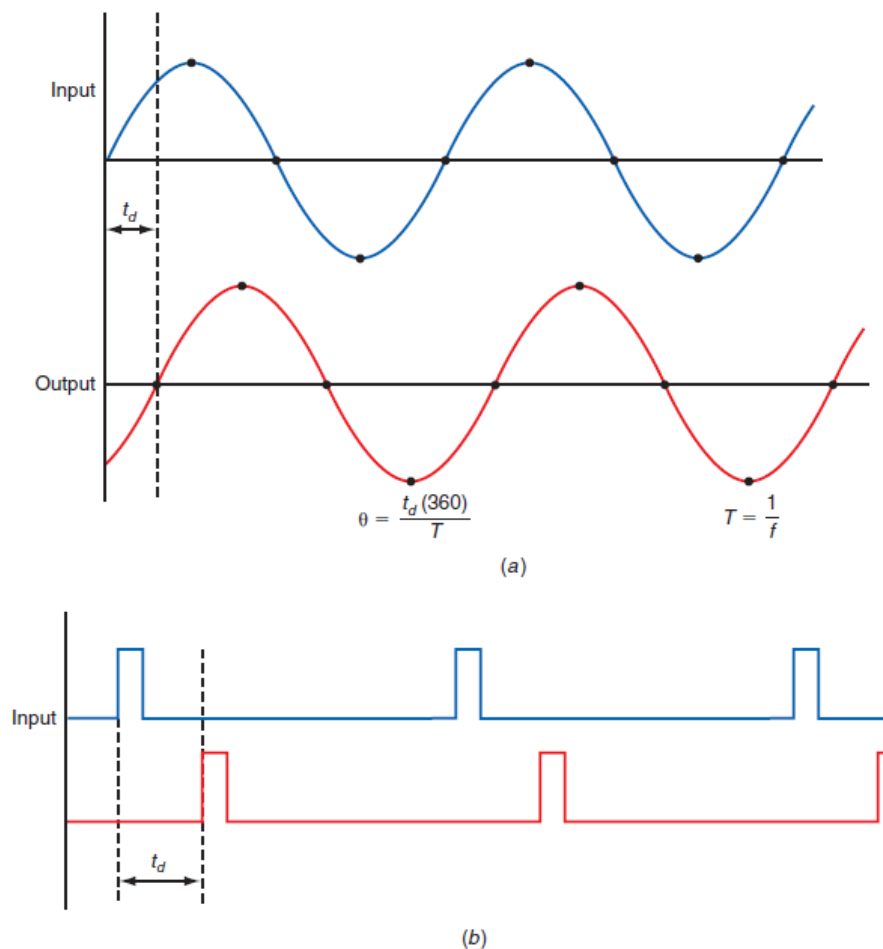 Input
t_d
Output
θ = t_d (360) / T
T = 1 / f
(a)
Input
t_d
(b)